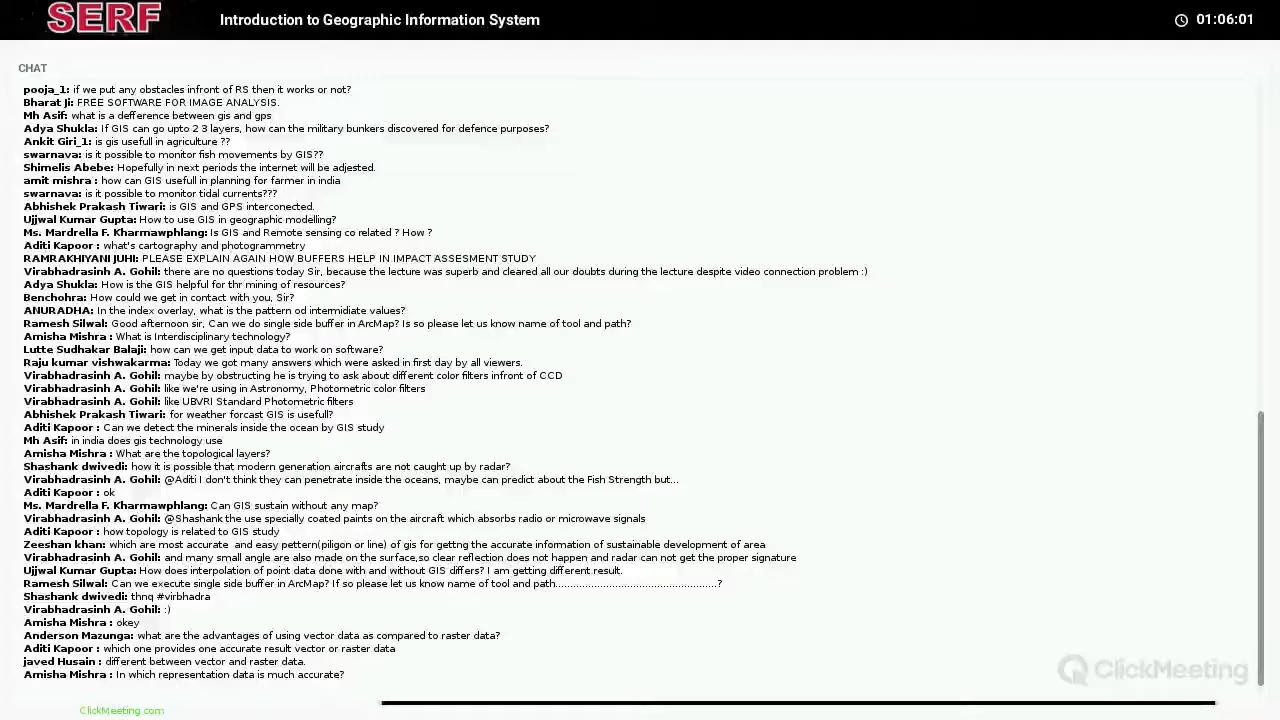 SERF
Introduction to Geographic Information System
01:06:01
CHAT
pooja_1: if we put any obstacles infront of RS then it works or not?
Bharat Ji: FREE SOFTWARE FOR IMAGE ANALYSIS.
Mh Asif: what is a defference between gis and gps
Adya Shukla: If GIS can go upto 2 3 layers, how can the military bunkers discovered for defence purposes?
Ankit Giri_1: is gis usefull in agriculture ??
swarnava: is it possible to monitor fish movements by GIS??
Shimelis Abebe: Hopefully in next periods the internet will be adjested.
amit mishra : how can GIS usefull in planning for farmer in india
swarnava: is it possible to monitor tidal currents???
Abhishek Prakash Tiwari: is GIS and GPS interconected.
Ujjwal Kumar Gupta: How to use GIS in geographic modelling?
Ms. Mardrella F. Kharmawphlang: Is GIS and Remote sensing co related ? How ?
Aditi Kapoor : what's cartography and photogrammetry
RAMRAKHIYANI JUHI: PLEASE EXPLAIN AGAIN HOW BUFFERS HELP IN IMPACT ASSESMENT STUDY
Virabhadrasinh A. Gohil: there are no questions today Sir, because the lecture was superb and cleared all our doubts during the lecture despite video connection problem :)
Adya Shukla: How is the GIS helpful for thr mining of resources?
Benchohra: How could we get in contact with you, Sir?
ANURADHA: In the index overlay, what is the pattern od intermidiate values?
Ramesh Silwal: Good afternoon sir, Can we do single side buffer in ArcMap? Is so please let us know name of tool and path?
Amisha Mishra : What is Interdisciplinary technology?
Lutte Sudhakar Balaji: how can we get input data to work on software?
Raju kumar vishwakarma: Today we got many answers which were asked in first day by all viewers.
Virabhadrasinh A. Gohil: maybe by obstructing he is trying to ask about different color filters infront of CCD
Virabhadrasinh A. Gohil: like we're using in Astronomy, Photometric color filters
Virabhadrasinh A. Gohil: like UBVRI Standard Photometric filters
Abhishek Prakash Tiwari: for weather forcast GIS is usefull?
Aditi Kapoor : Can we detect the minerals inside the ocean by GIS study
Mh Asif: in india does gis technology use
Amisha Mishra : What are the topological layers?
Shashank dwivedi: how it is possible that modern generation aircrafts are not caught up by radar?
Virabhadrasinh A. Gohil: @Aditi I don't think they can penetrate inside the oceans, maybe can predict about the Fish Strength but...
Aditi Kapoor : ok
Ms. Mardrella F. Kharmawphlang: Can GIS sustain without any map?
Virabhadrasinh A. Gohil: @Shashank the use specially coated paints on the aircraft which absorbs radio or microwave signals
Aditi Kapoor : how topology is related to GIS study
Zeeshan khan: which are most accurate and easy pettern(piligon or line) of gis for gettng the accurate information of sustainable development of area
Virabhadrasinh A. Gohil: and many small angle are also made on the surface,so clear reflection does not happen and radar can not get the proper signature
Ujjwal Kumar Gupta: How does interpolation of point data done with and without GIS differs? I am getting different result.
Ramesh Silwal: Can we execute single side buffer in ArcMap? If so please let us know name of tool and path......................................................?
Shashank dwivedi: thnq #virbhadra
Virabhadrasinh A. Gohil: :)
Amisha Mishra : okey
Anderson Mazunga: what are the advantages of using vector data as compared to raster data?
Aditi Kapoor : which one provides one accurate result vector or raster data
javed Husain : different between vector and raster data.
Amisha Mishra : In which representation data is much accurate?
ClickMeeting
ClickMeeting.com